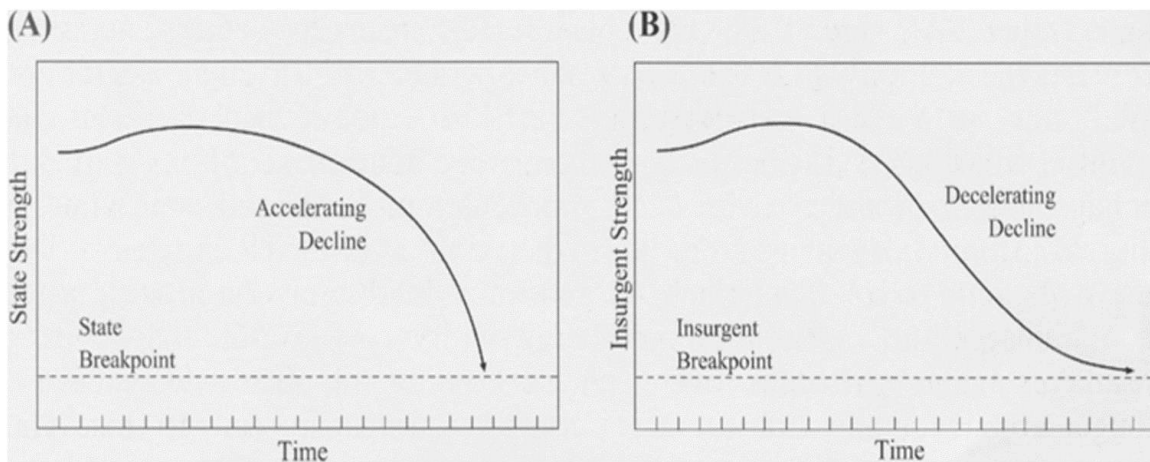 (A)
State Strength
Accelerating
Decline
State
Breakpoint
Time
(B)
Insurgent Strength
Decelerating
Decline
Insurgent
Breakpoint
Time